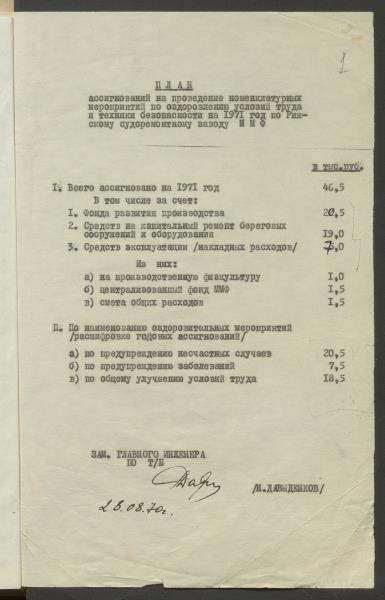 1
П Л А Н
ассигнований на проведение номенклатурных
мероприятий по оздоровлению условий труда
и техники безопасности на 1971 год по Риж-
скому судоремонтному заводу М М Ф
в тыс.руб.
I. Всего ассигновано на 1971 год 46,5
В том числе за счет:
I. Фонда развития производства 20,5
2. Средств на капитальный ремонт береговых
сооружений и оборудования 19,0
3. Средств эксплуатации /накладных расходов/ 7,0
Из них:
а) на производственную физкультуру 1,0
б) централизованный фонд ММФ 1,5
в) смета общих расходов 1,5
П. По наименованию оздоровительных мероприятий
/расшифровка годовых ассигнований/
а) по предупреждению несчастных случаев 20,5
б) по предупреждению заболеваний 7,5
в) по общему улучнению условий труда 18,5
ЗАМ. ГЛАВНОГО ИНЖЕНЕРА
ПО Т/Б
/М.ДАВЫДЕНКОВ/
28.08.70г.